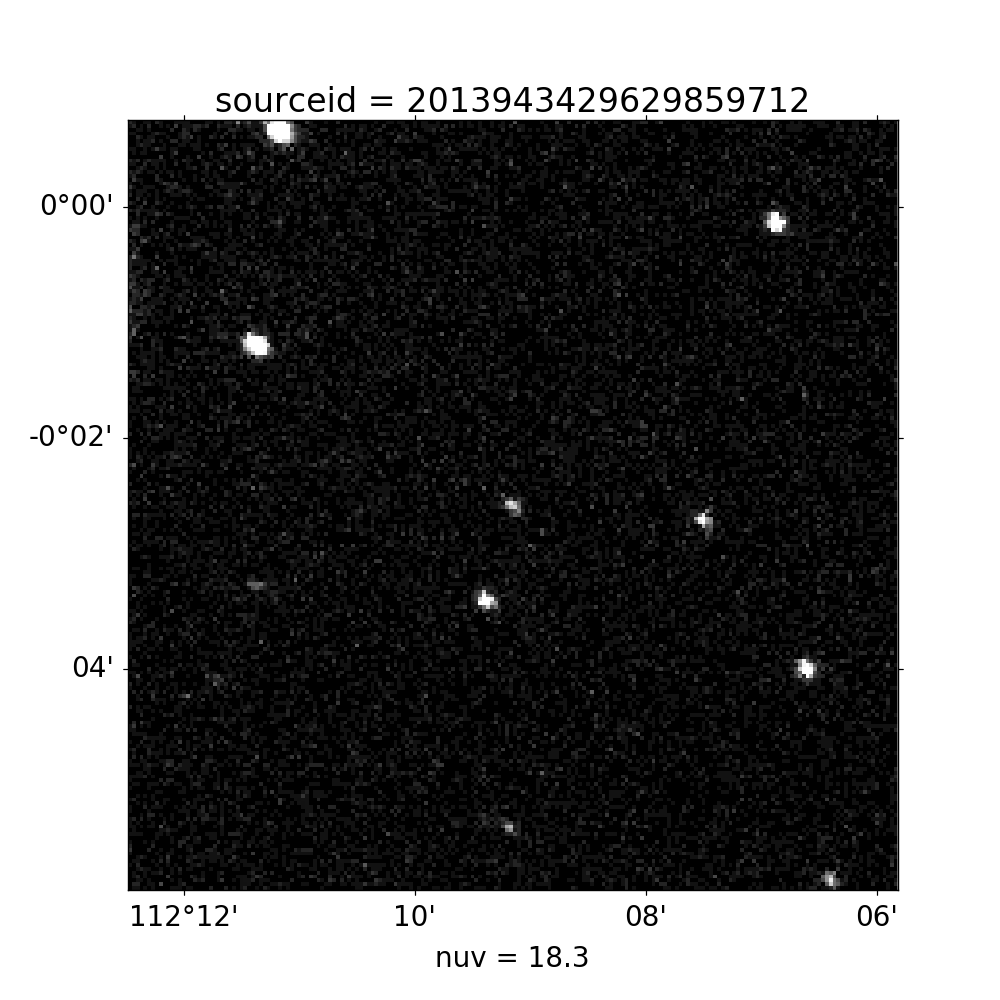 sourceid = 2013943429629859712
0°00'
-0°02'
04'
112°12' 10' 08' 06'
nuv = 18.3